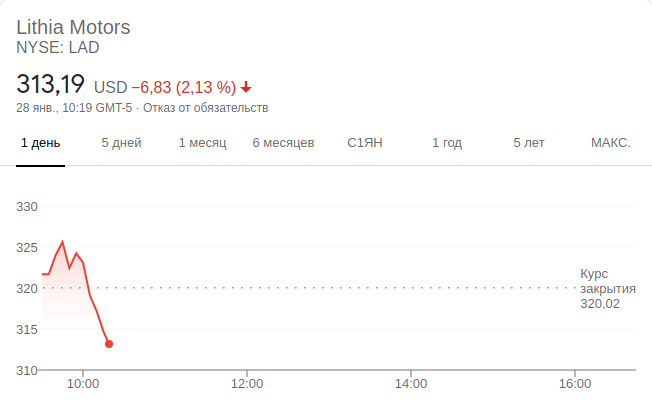 Lithia Motors
NYSE: LAD
313,19 USD −6,83 (2,13 %)
28 янв., 10:19 GMT-5 · Отказ от обязательств
1 день 5 дней 1 месяц 6 месяцев С1ЯН 1 год 5 лет МАКС.
330
325
Курс
320 закрытия
320,02
315
310
10:00 12:00 14:00 16:00